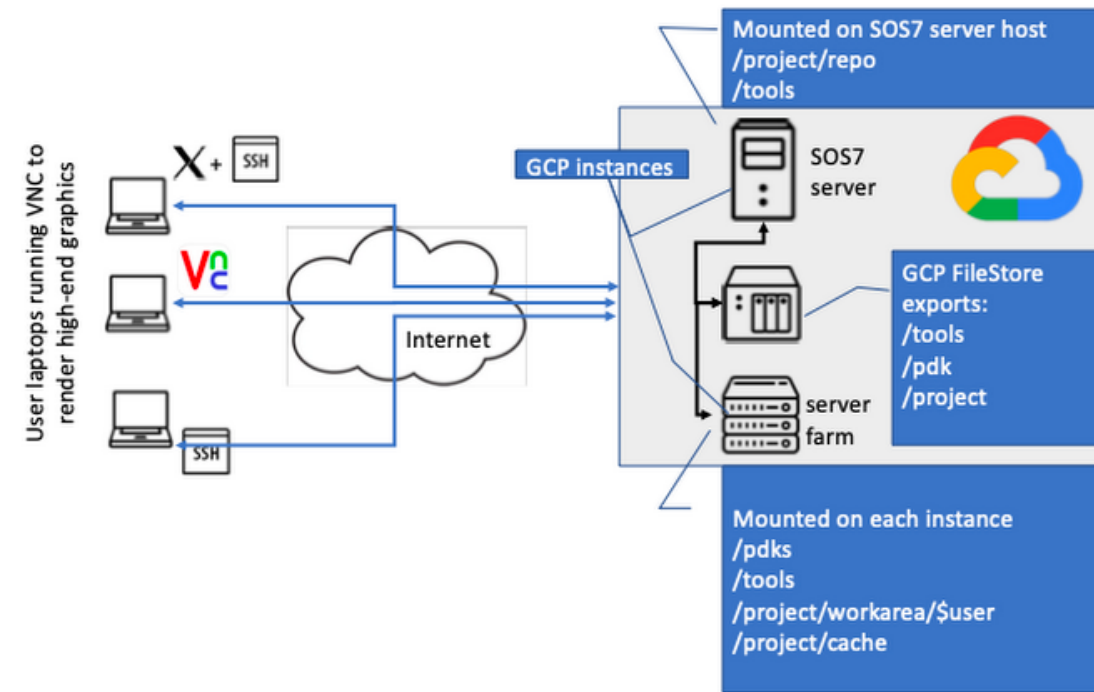 Mounted on SOS7 server host
/project/repo
/tools
X + SSH
GCP instances
SOS7
server
User laptops running VNC to
render high-end graphics
Vnc
Internet
GCP FileStore
exports:
/tools
/pdk
/project
server
farm
SSH
Mounted on each instance
/pdks
/tools
/project/workarea/$user
/project/cache